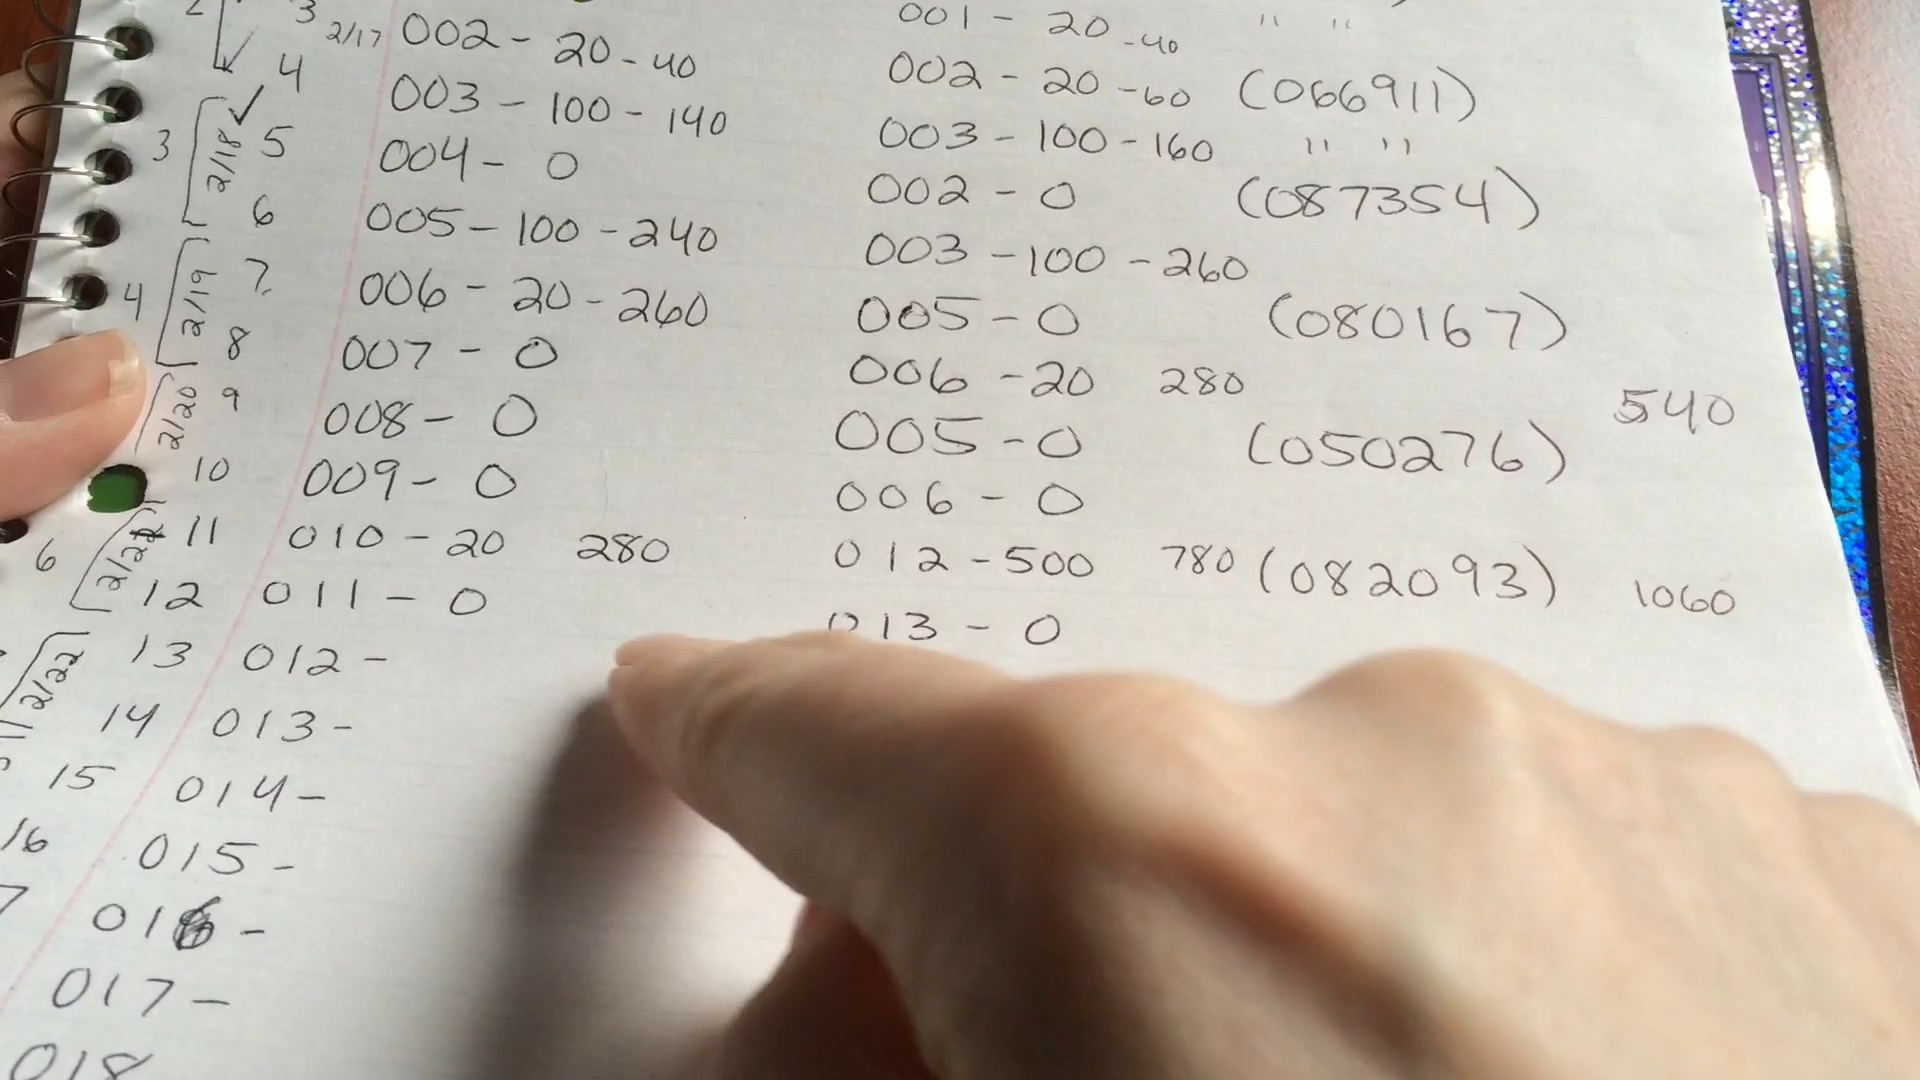 3 2/17 002 - 20 - 40
4 003 - 100 - 140
3 2/18 5 004 - 0
6 005 - 100 - 240
4 2/19 7 006 - 20 - 260
8 007 - 0
2/20 9 008 - 0
10 009 - 0
6 11 010 - 20 280
12 011 - 0
2/22 13 012 -
14 013 -
15 014 -
16 015 -
7 016 -
017 -
018
001 - 20 - 40 " "
002 - 20 - 60 (066911)
003 - 100 - 160 " "
002 - 0 (087354)
003 - 100 - 260
005 - 0 (080167)
006 - 20 280
540
005 - 0 (050276)
006 - 0
012 - 500 780 (082093) 1060
013 - 0